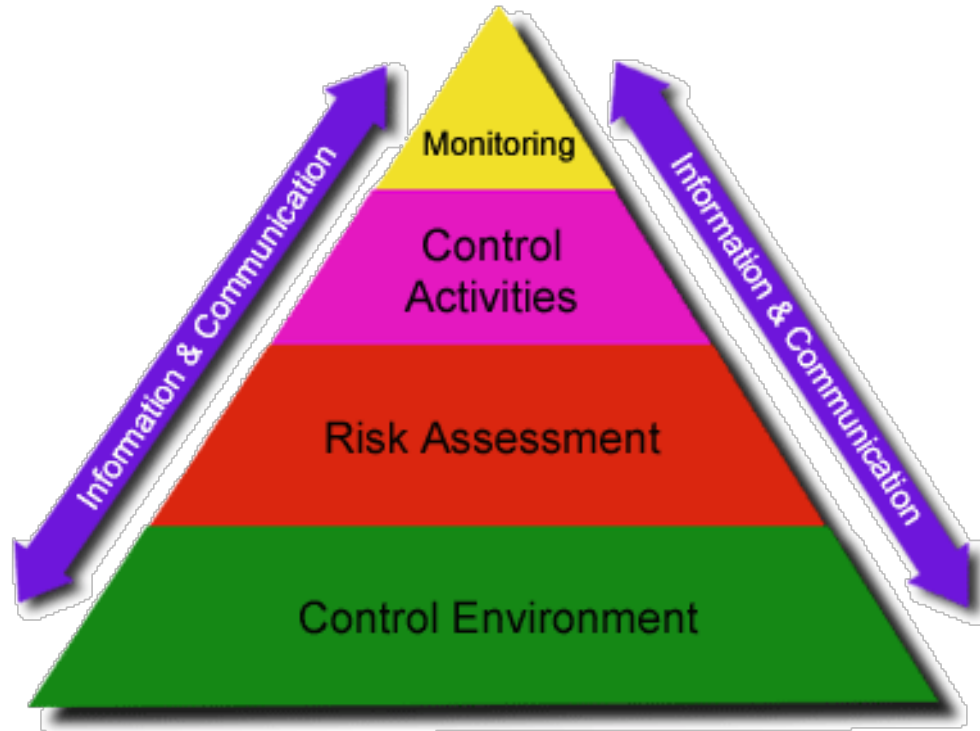 Monitoring
Control
Activities
Risk Assessment
Control Environment
Information & Communication
Information & Communication